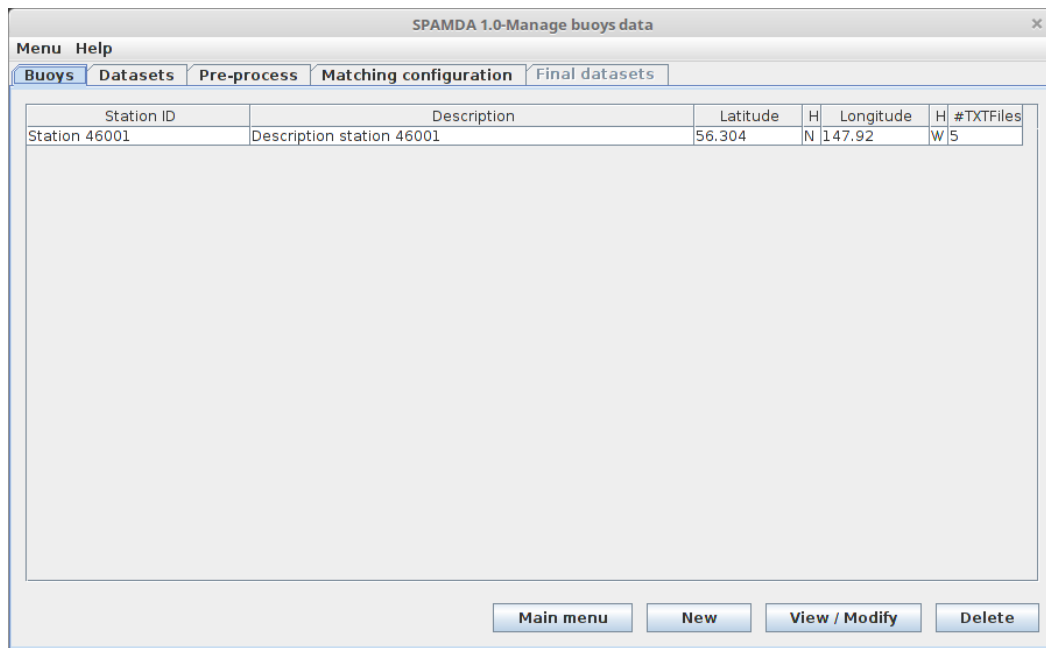 SPAMDA 1.0-Manage buoys data ×
Menu Help
Buoys Datasets Pre-process Matching configuration Final datasets
Station ID Description Latitude H Longitude H #TXTFiles
Station 46001 Description station 46001 56.304 N 147.92 W 5
Main menu New View / Modify Delete